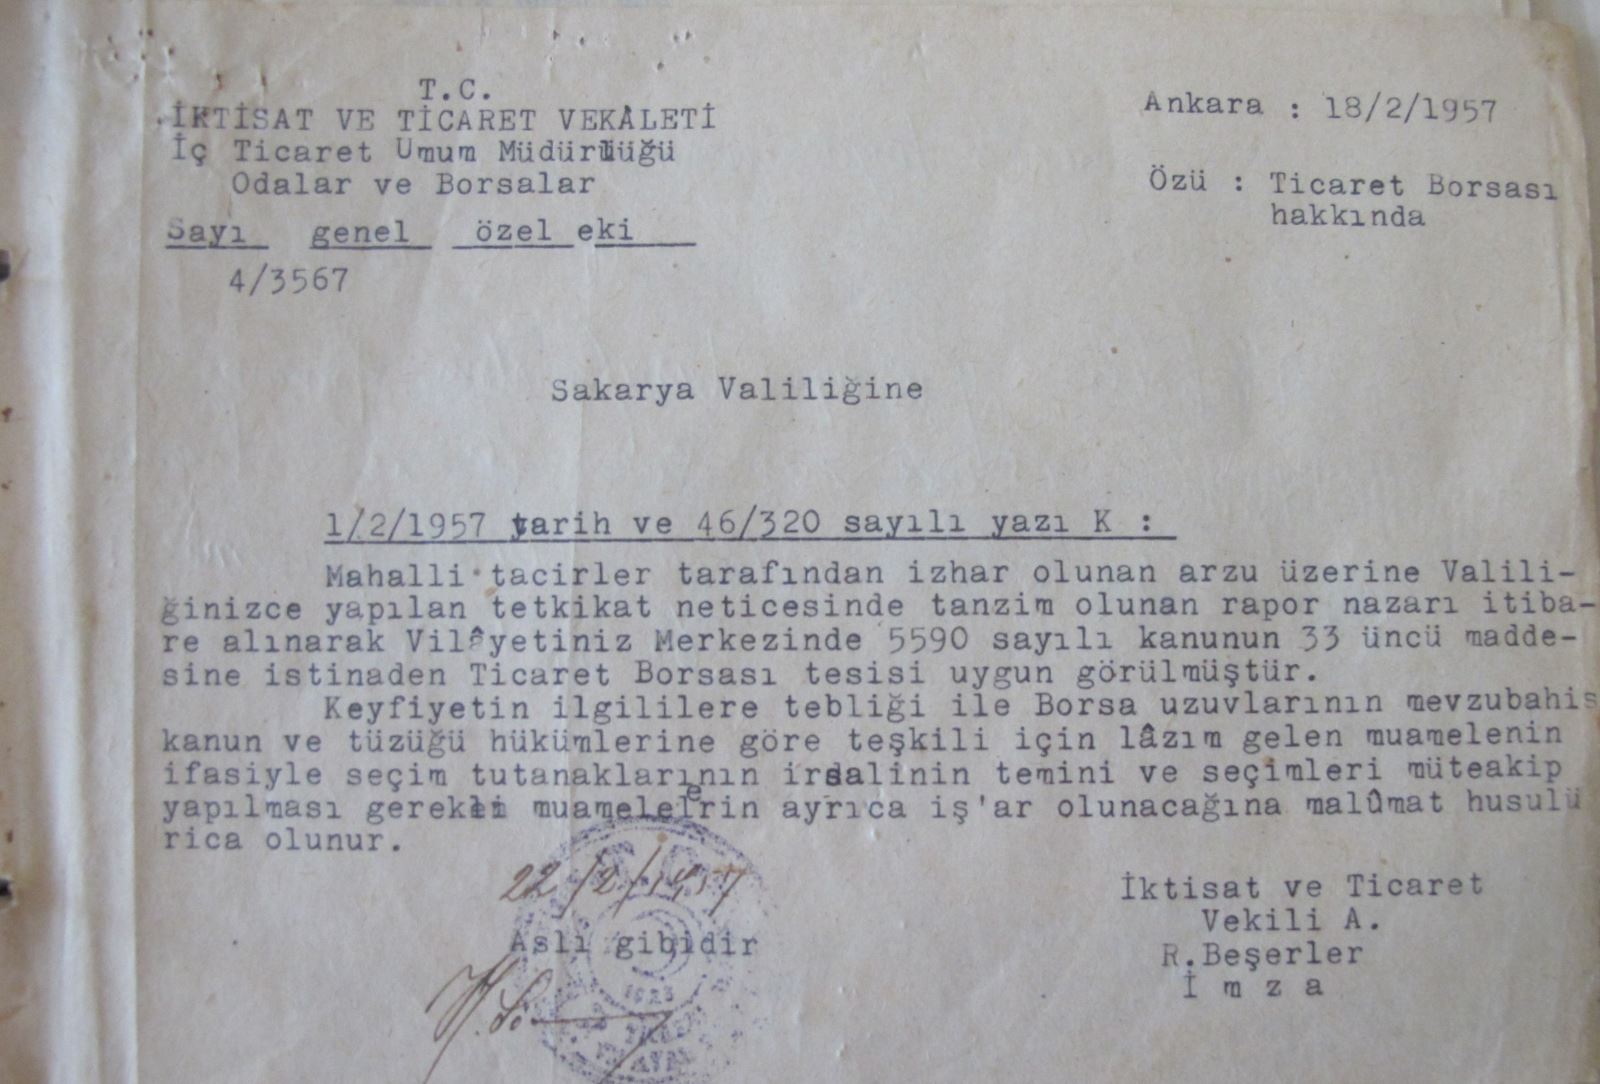 T.C.
İKTİSAT VE TİCARET VEKÂLETİ
İç Ticaret Umum Müdürlüğü
Odalar ve Borsalar
Sayı genel özel eki
4/3567
Ankara : 18/2/1957
Özü : Ticaret Borsası
hakkında
Sakarya Valiliğine
1/2/1957 tarih ve 46/320 sayılı yazı K :
Mahalli tacirler tarafından izhar olunan arzu üzerine Valili-
ğinizce yapılan tetkikat neticesinde tanzim olunan rapor nazarı itiba-
re alınarak Vilâyetiniz Merkezinde 5590 sayılı kanunun 33 üncü madde-
sine istinaden Ticaret Borsası tesisi uygun görülmüştür.
Keyfiyetin ilgililere tebliği ile Borsa uzuvlarının mevzubahis
kanun ve tüzüğü hükümlerine göre teşkili için lâzım gelen muamelenin
ifasiyle seçim tutanaklarının irsalinin temini ve seçimleri müteakip
yapılması gerekli muamelelerin ayrıca iş'ar olunacağına malûmat husulü
rica olunur.
22/2/1957
Aslı gibidir
1923
İktisat ve Ticaret
Vekili A.
R.Beşerler
İ m z a